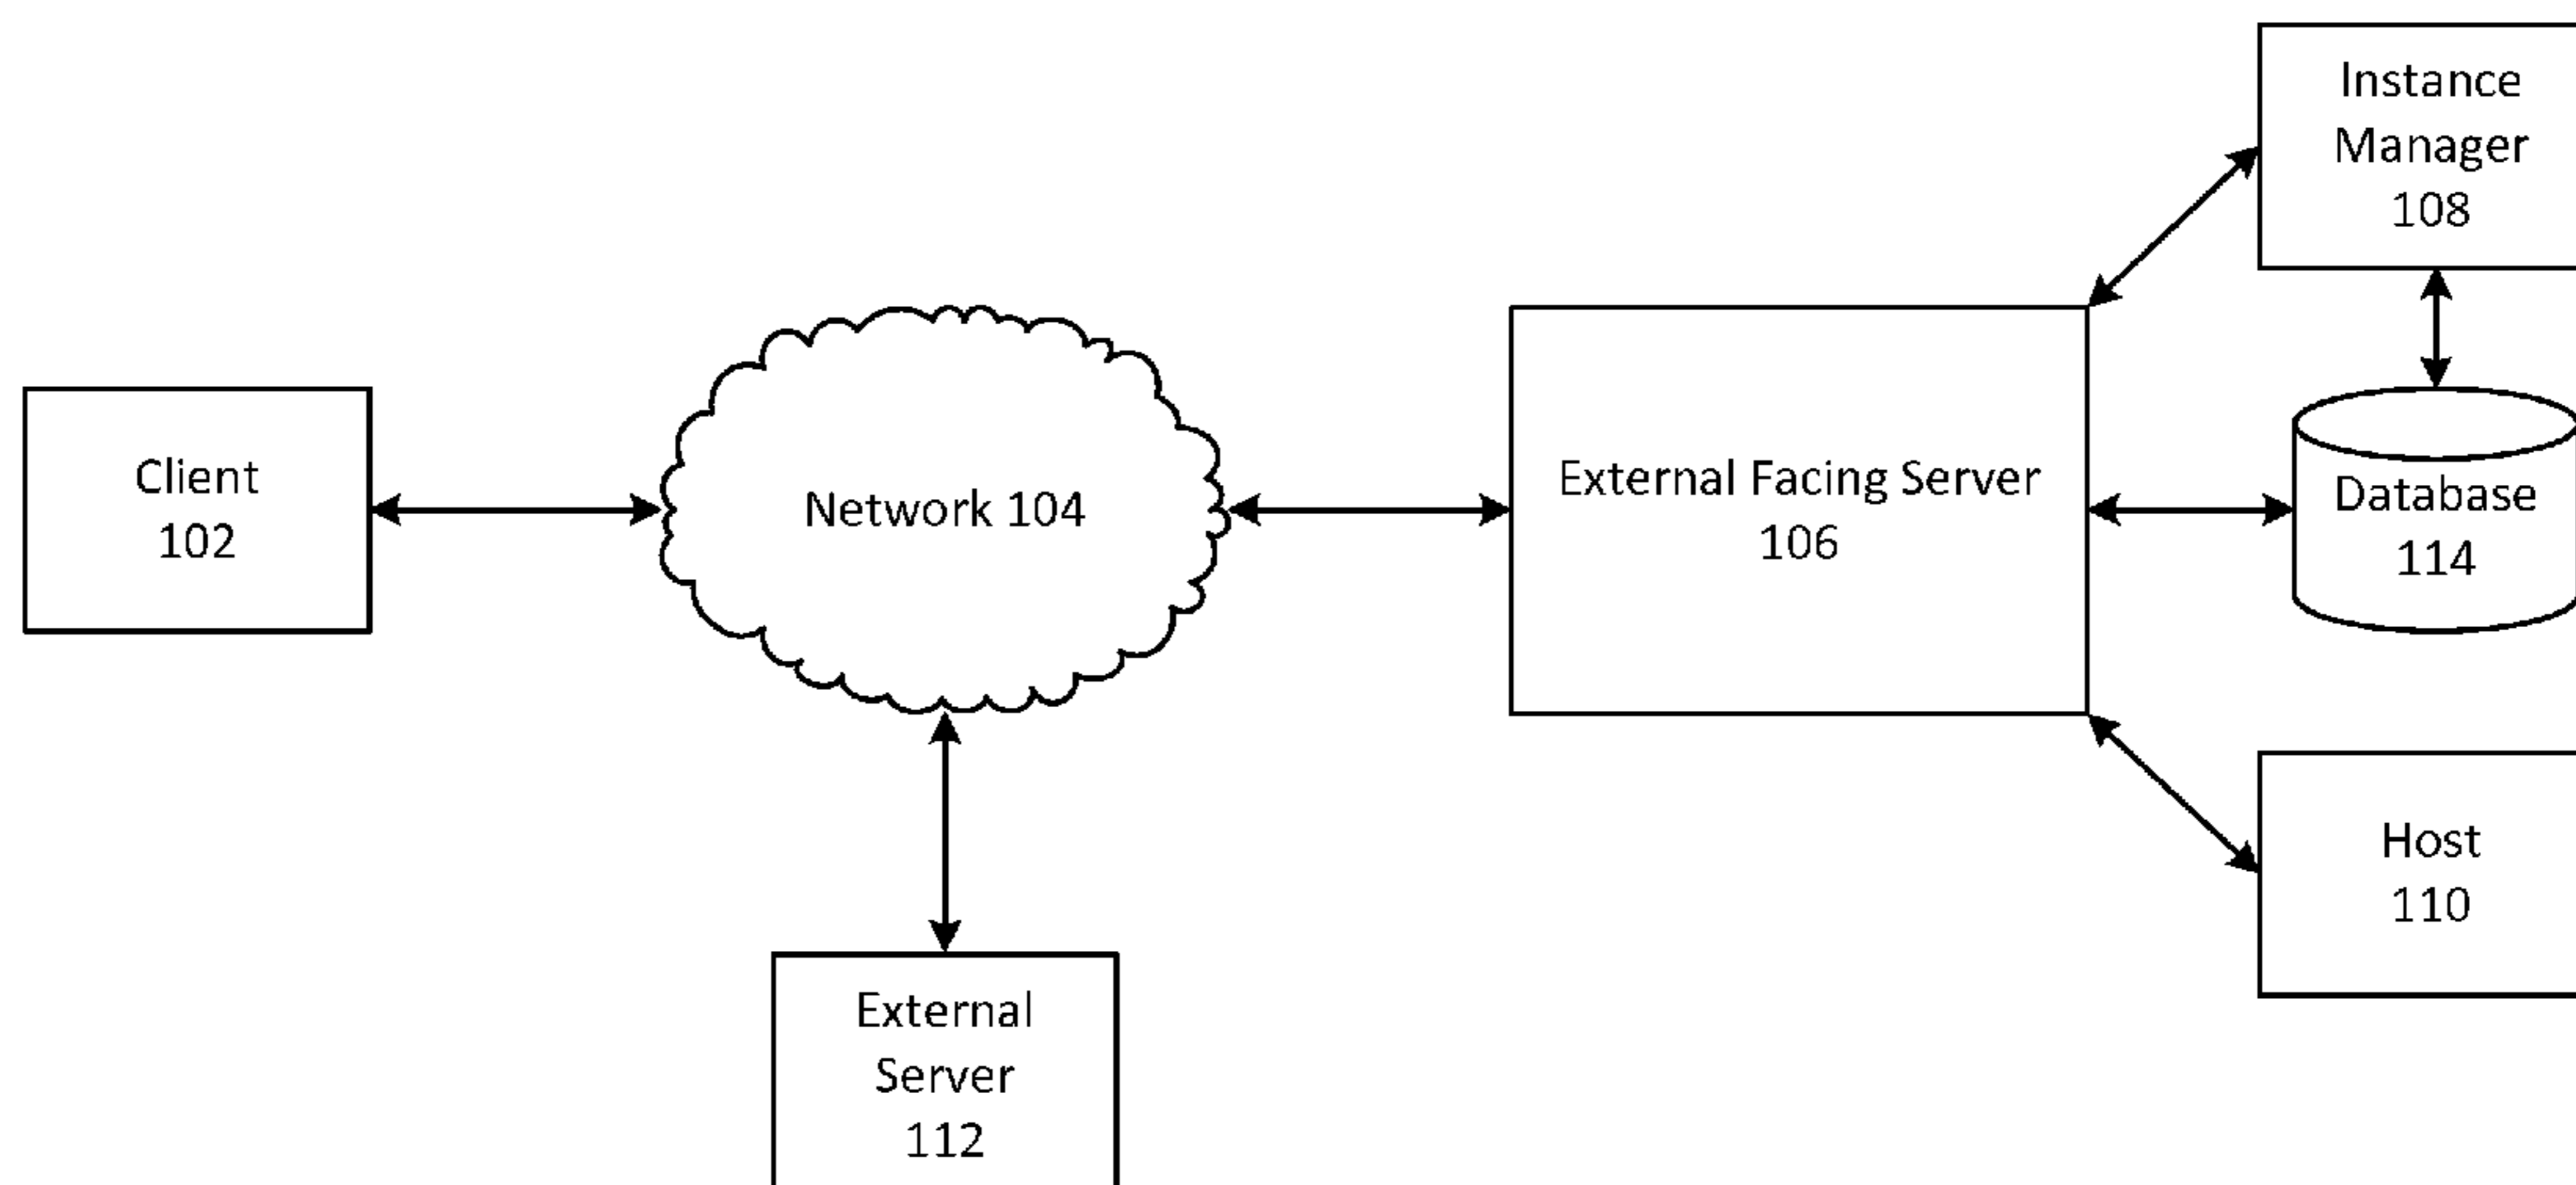 Client
102
Network 104
External
Server
112
External Facing Server
106
Instance
Manager
108
Database
114
Host
110